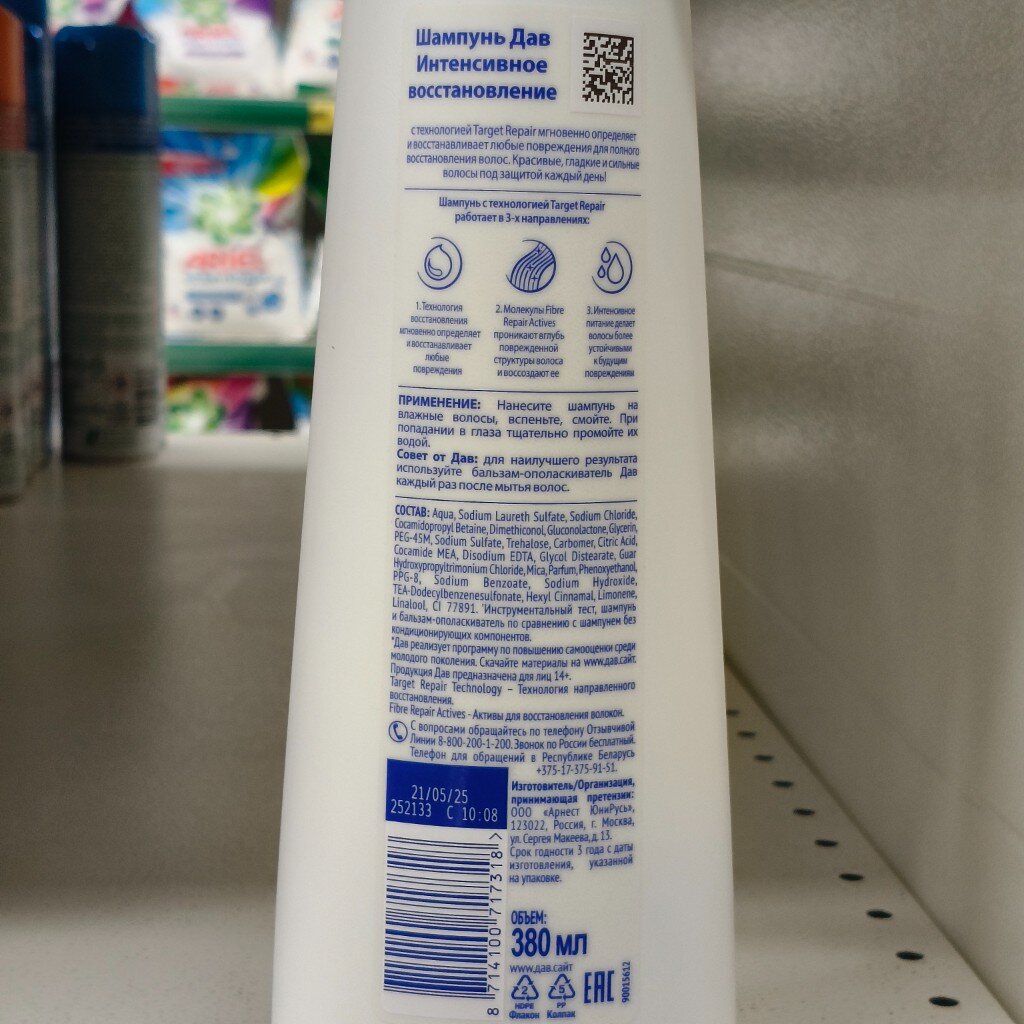 Шампунь Дав
Интенсивное
восстановление
с технологией Target Repair мгновенно определяет
и восстанавливает любые повреждения для полного
восстановления волос. Красивые, гладкие и сильные
волосы под защитой каждый день!
Шампунь с технологией Target Repair
работает в 3-х направлениях:
1. Технология
восстановления
мгновенно определяет
и восстанавливает
любые
повреждения
2. Молекулы Fibre
Repair Actives
проникают вглубь
поврежденной
структуры волоса
и воссоздают ее
3. Интенсивное
питание делает
волосы более
устойчивыми
к будущим
повреждениям
ПРИМЕНЕНИЕ: Нанесите шампунь на
влажные волосы, вспеньте, смойте. При
попадании в глаза тщательно промойте их
водой.
Совет от Дав: для наилучшего результата
используйте бальзам-ополаскиватель Дав
каждый раз после мытья волос.
СОСТАВ: Aqua, Sodium Laureth Sulfate, Sodium Chloride,
Cocamidopropyl Betaine, Dimethiconol, Gluconolactone, Glycerin,
PEG-45M, Sodium Sulfate, Trehalose, Carbomer, Citric Acid,
Cocamide MEA, Disodium EDTA, Glycol Distearate, Guar
Hydroxypropyltrimonium Chloride, Mica, Parfum, Phenoxyethanol,
PPG-8, Sodium Benzoate, Sodium Hydroxide,
TEA-Dodecylbenzenesulfonate, Hexyl Cinnamal, Limonene,
Linalool, CI 77891. *Инструментальный тест, шампунь
и бальзам-ополаскиватель по сравнению с шампунем без
кондиционирующих компонентов.
*Дав реализует программу по повышению самооценки среди
молодого поколения. Скачайте материалы на www.дав.сайт.
Продукция Дав предназначена для лиц 14+.
Target Repair Technology – Технология направленного
восстановления.
Fibre Repair Actives - Активы для восстановления волокон.
С вопросами обращайтесь по телефону Отзывчивой
Линии 8-800-200-1-200. Звонок по России бесплатный.
Телефон для обращений в Республике Беларусь
+375-17-375-91-51.
21/05/25
252133 C 10:08
Изготовитель/Организация,
принимающая претензии:
ООО «Арнест ЮниРусь»,
123022, Россия, г. Москва,
ул. Сергея Макеева, д. 13.
Срок годности 3 года с даты
изготовления, указанной
на упаковке.
8 714100 717318 >
ОБЪЕМ:
380 мл
www.дав.сайт
2
HDPE
Флакон
5
PP
Колпак
EAC
90015612
ARIEL